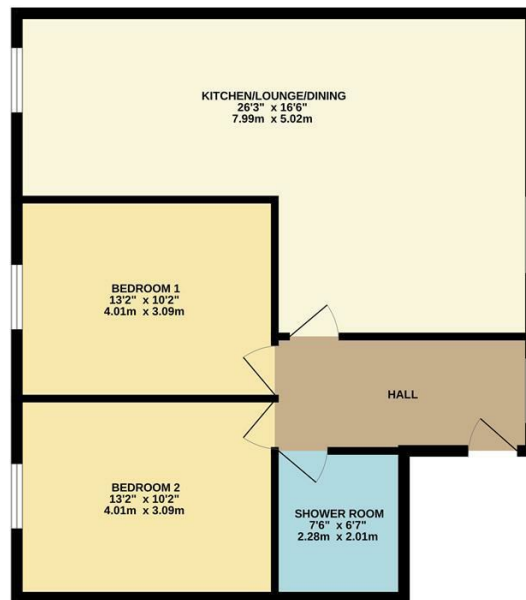 KITCHEN/LOUNGE/DINING
26'3" x 16'6"
7.99m x 5.02m
BEDROOM 1
13'2" x 10'2"
4.01m x 3.09m
HALL
BEDROOM 2
13'2" x 10'2"
4.01m x 3.09m
SHOWER ROOM
7'6" x 6'7"
2.28m x 2.01m